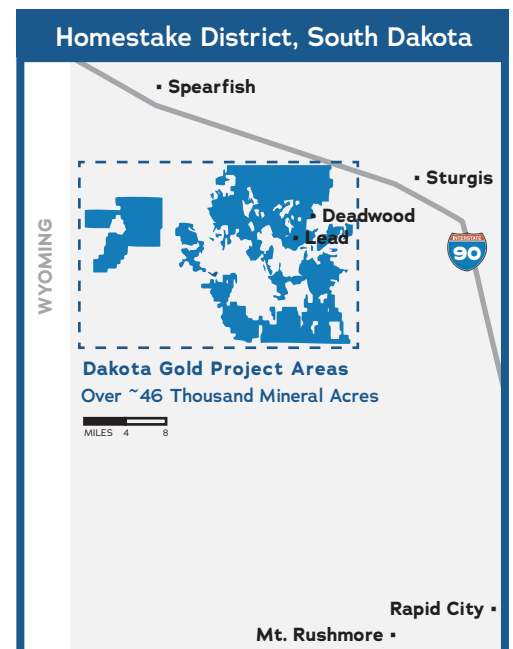 Homestake District, South Dakota
Spearfish
Sturgis
Deadwood
Lead
WYOMING
INTERSTATE
90
Dakota Gold Project Areas
Over ~46 Thousand Mineral Acres
MILES 4 8
Rapid City
Mt. Rushmore